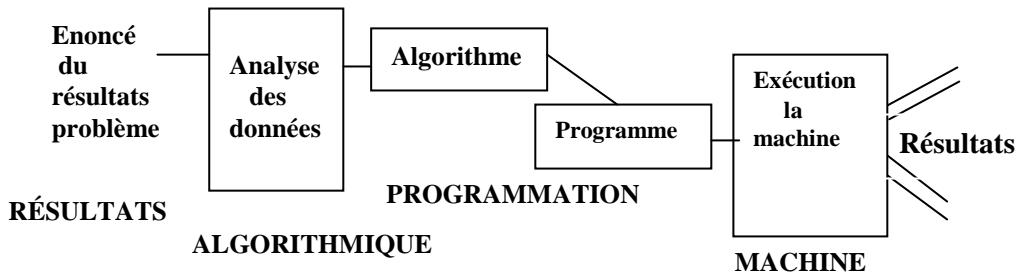 Enoncé
du
résultats
problème
Analyse
des
données
Algorithme
Programme
Exécution
la
machine
Résultats
RÉSULTATS
ALGORITHMIQUE
PROGRAMMATION
MACHINE